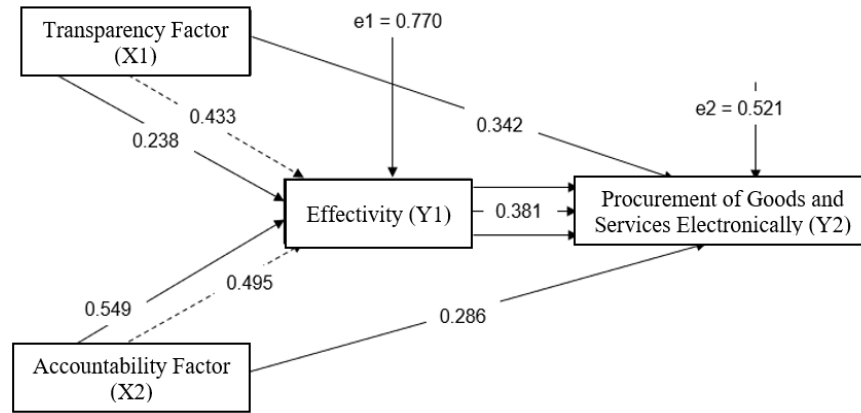 Transparency Factor
(X1)
e1 = 0.770
0.433
0.238
0.342
e2 = 0.521
Effectivity (Y1)
0.381
Procurement of Goods and
Services Electronically (Y2)
0.549
0.495
0.286
Accountability Factor
(X2)